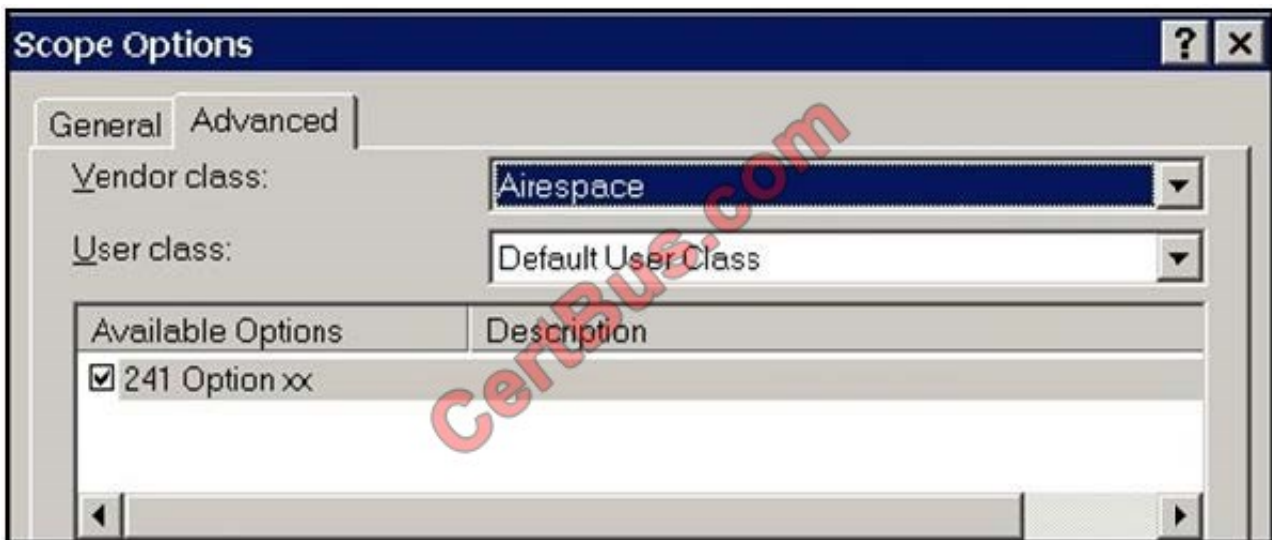 Scope Options
General
Advanced
Vendor class:
Airespace
User class:
Default User Class
Available Options
Description
241 Option xx
CertBus.com